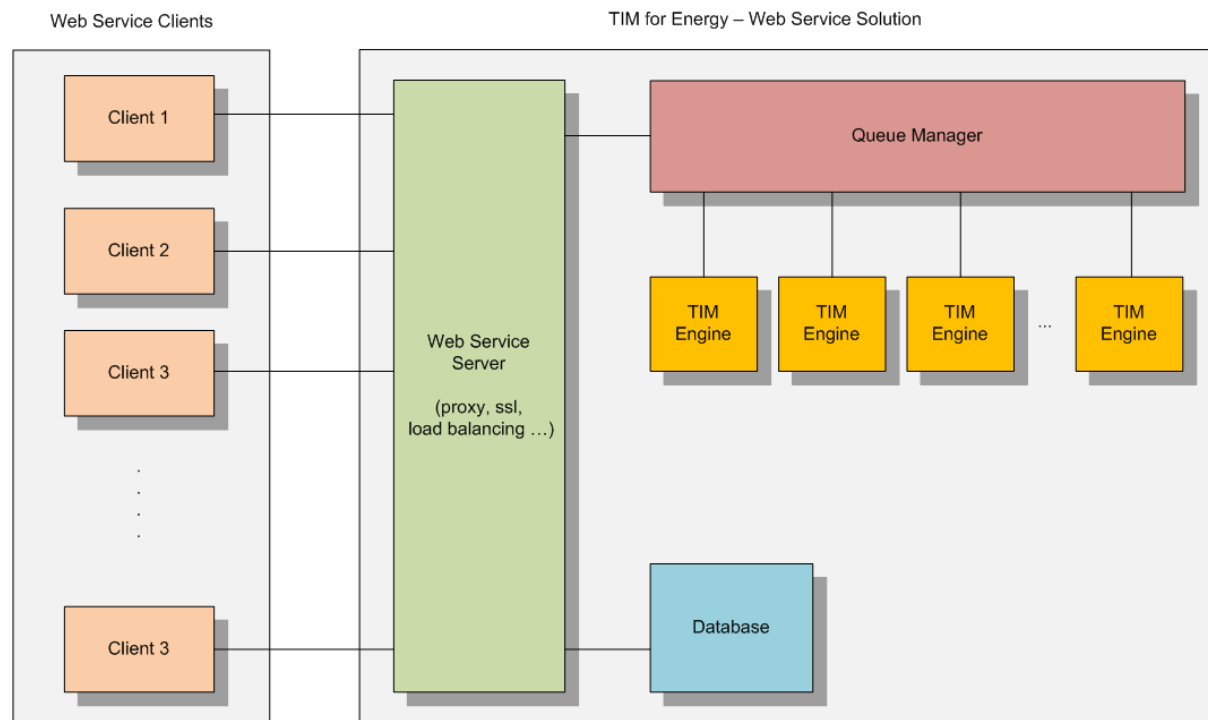 Web Service Clients
TIM for Energy – Web Service Solution
Client 1
Client 2
Client 3
.
.
.
.
Client 3
Web Service
Server
(proxy, ssl,
load balancing …)
Queue Manager
TIM
Engine
TIM
Engine
TIM
Engine
...
TIM
Engine
Database